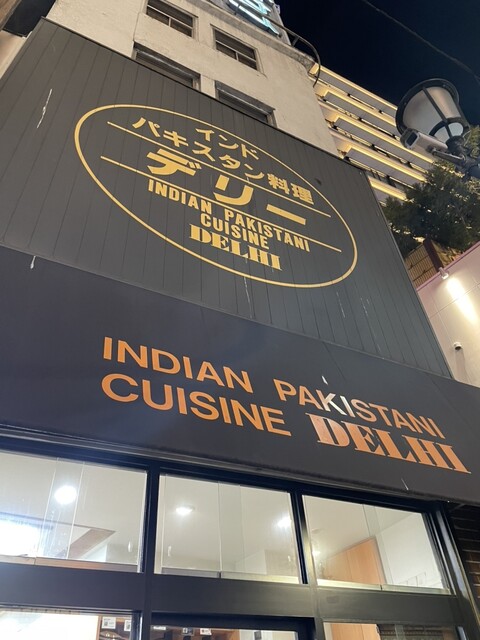 インド
パキスタン料理
デリー
INDIAN PAKISTANI
CUISINE
DELHI
INDIAN PAKISTANI
CUISINE DELHI